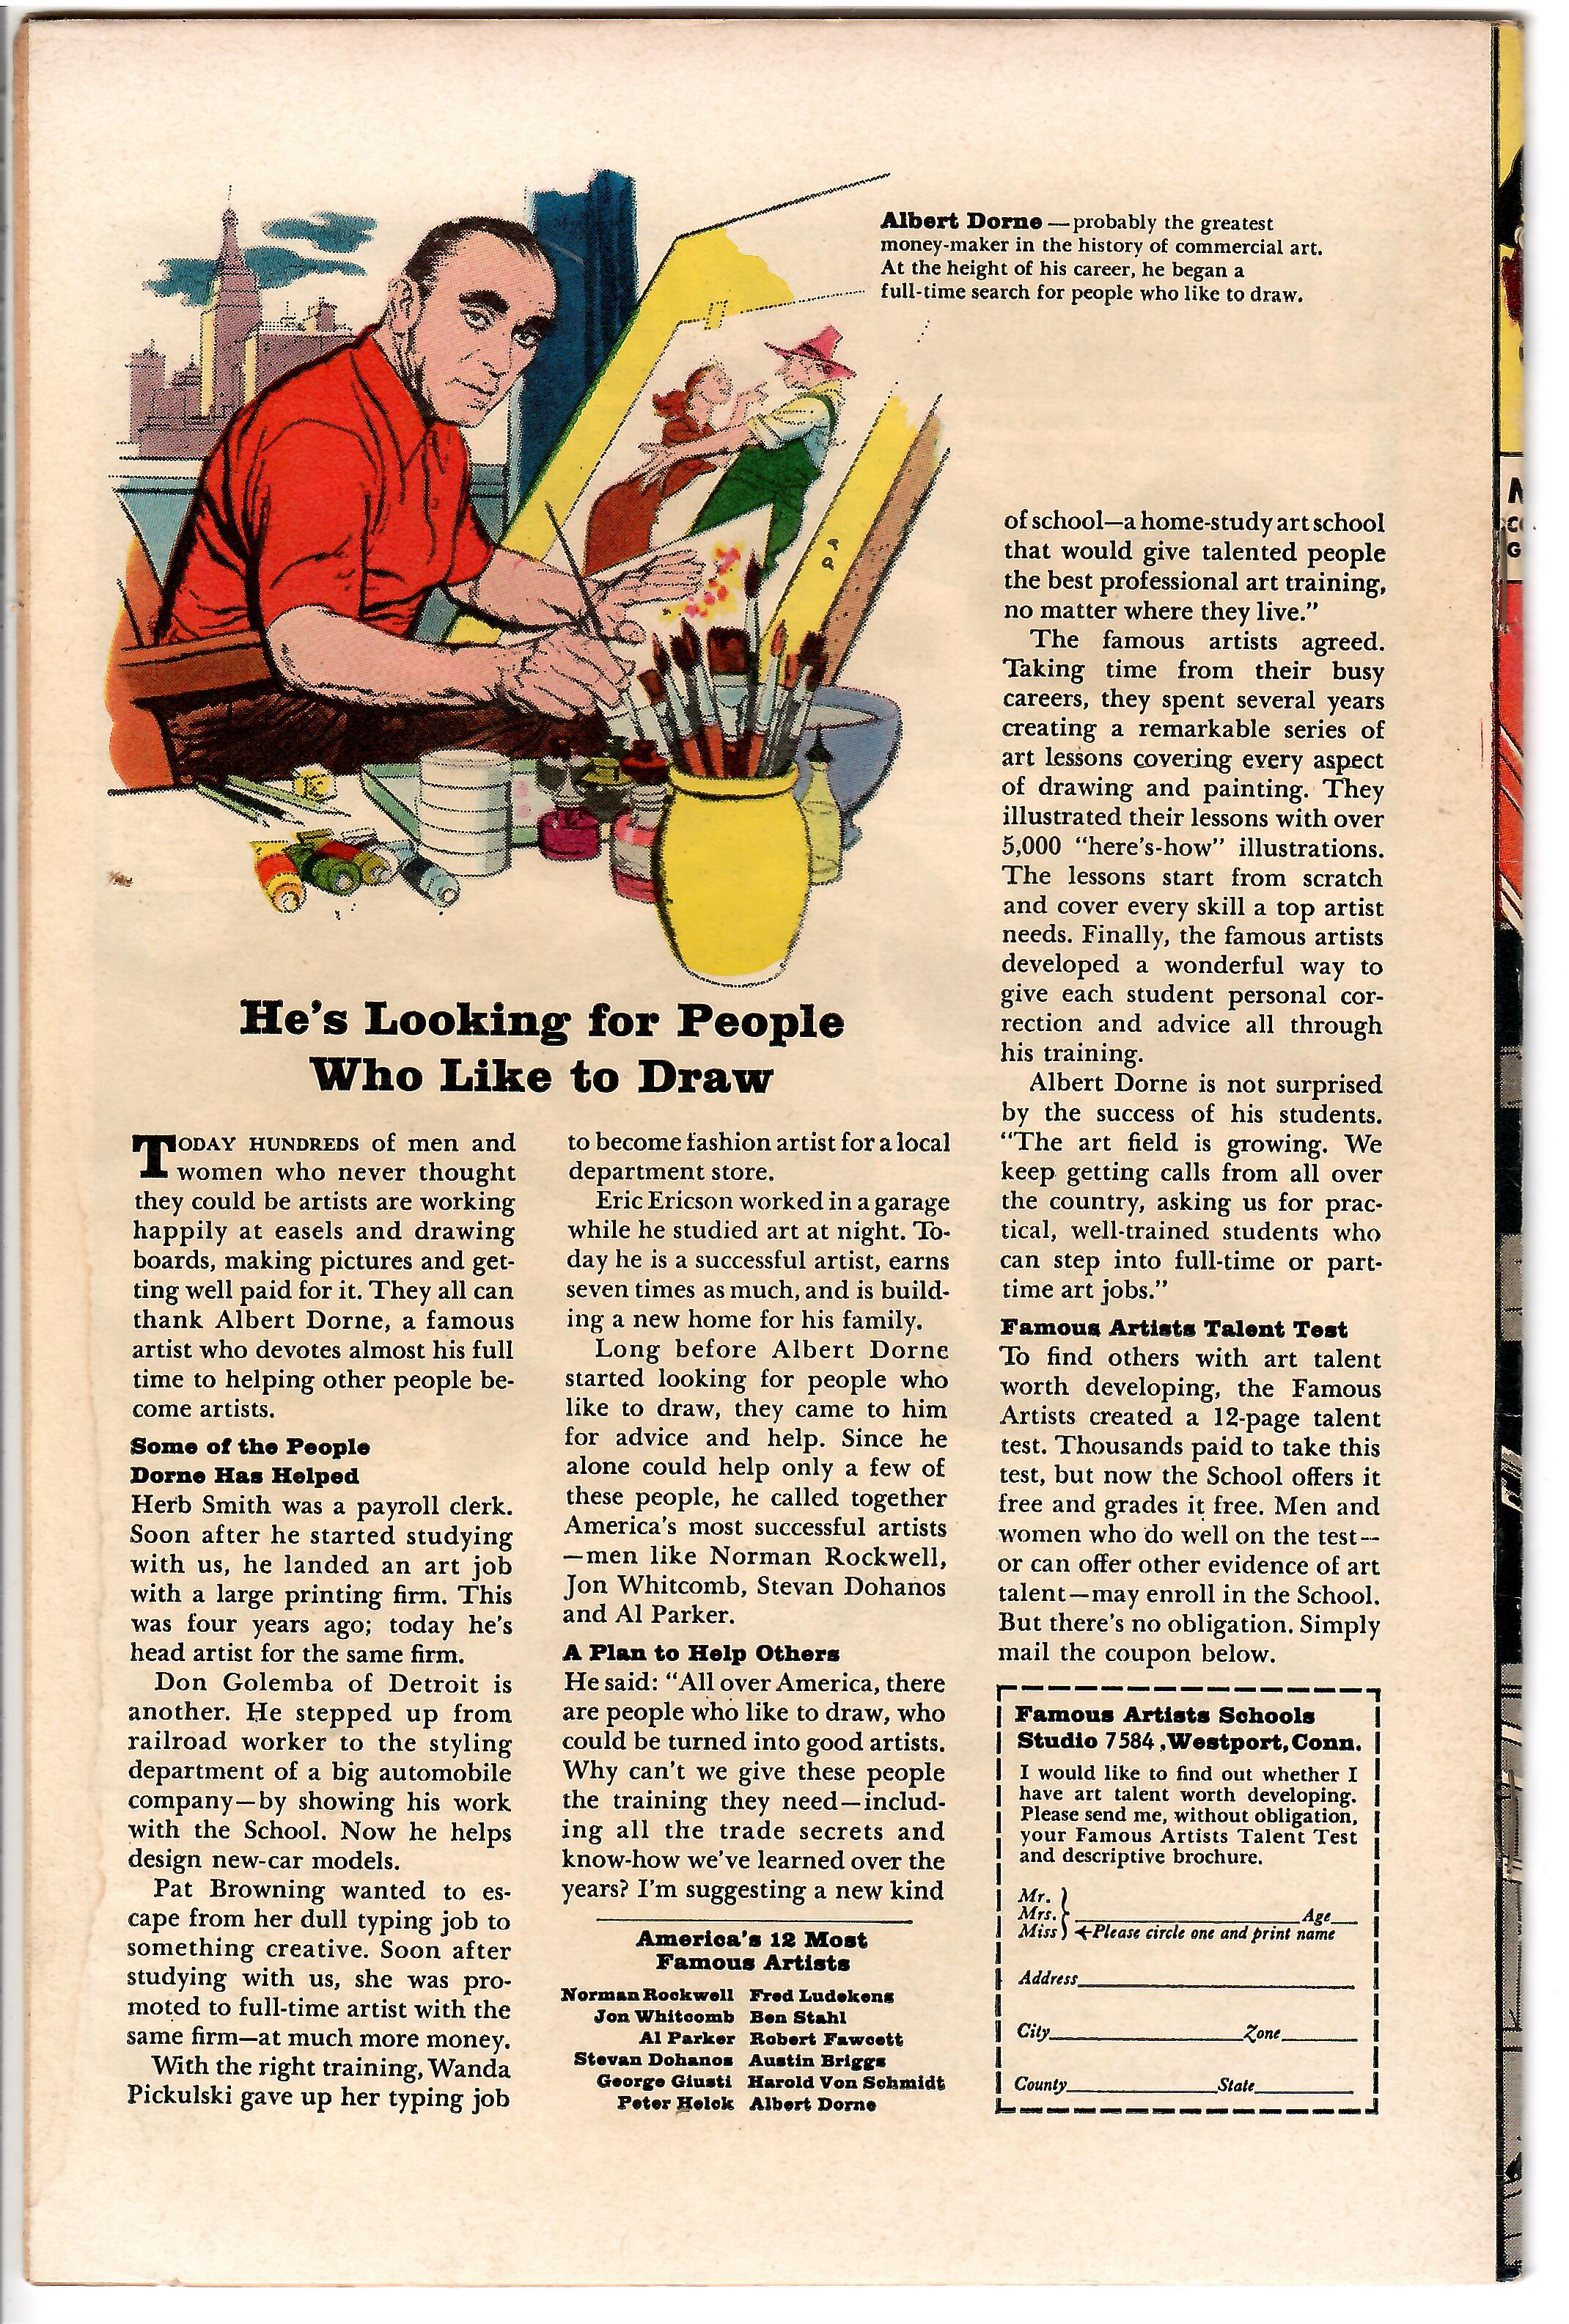 Albert Dorne — probably the greatest
money-maker in the history of commercial art.
At the height of his career, he began a
full-time search for people who like to draw.
He's Looking for People
Who Like to Draw
TODAY HUNDREDS of men and
women who never thought
they could be artists are working
happily at easels and drawing
boards, making pictures and get-
ting well paid for it. They all can
thank Albert Dorne, a famous
artist who devotes almost his full
time to helping other people be-
come artists.
Some of the People
Dorne Has Helped
Herb Smith was a payroll clerk.
Soon after he started studying
with us, he landed an art job
with a large printing firm. This
was four years ago; today he's
head artist for the same firm.
Don Golemba of Detroit is
another. He stepped up from
railroad worker to the styling
department of a big automobile
company—by showing his work
with the School. Now he helps
design new-car models.
Pat Browning wanted to es-
cape from her dull typing job to
something creative. Soon after
studying with us, she was pro-
moted to full-time artist with the
same firm—at much more money.
With the right training, Wanda
Pickulski gave up her typing job
to become fashion artist for a local
department store.
Eric Ericson worked in a garage
while he studied art at night. To-
day he is a successful artist, earns
seven times as much, and is build-
ing a new home for his family.
Long before Albert Dorne
started looking for people who
like to draw, they came to him
for advice and help. Since he
alone could help only a few of
these people, he called together
America's most successful artists
—men like Norman Rockwell,
Jon Whitcomb, Stevan Dohanos
and Al Parker.
A Plan to Help Others
He said: “All over America, there
are people who like to draw, who
could be turned into good artists.
Why can't we give these people
the training they need—includ-
ing all the trade secrets and
know-how we've learned over the
years? I'm suggesting a new kind
America's 12 Most
Famous Artists
Norman Rockwell Fred Ludekens
Jon Whitcomb Ben Stahl
Al Parker Robert Fawcett
Stevan Dohanos Austin Briggs
George Giusti Harold Von Schmidt
Peter Helck Albert Dorne
of school—a home-study art school
that would give talented people
the best professional art training,
no matter where they live.”
The famous artists agreed.
Taking time from their busy
careers, they spent several years
creating a remarkable series of
art lessons covering every aspect
of drawing and painting. They
illustrated their lessons with over
5,000 “here's-how” illustrations.
The lessons start from scratch
and cover every skill a top artist
needs. Finally, the famous artists
developed a wonderful way to
give each student personal cor-
rection and advice all through
his training.
Albert Dorne is not surprised
by the success of his students.
“The art field is growing. We
keep getting calls from all over
the country, asking us for prac-
tical, well-trained students who
can step into full-time or part-
time art jobs.”
Famous Artists Talent Test
To find others with art talent
worth developing, the Famous
Artists created a 12-page talent
test. Thousands paid to take this
test, but now the School offers it
free and grades it free. Men and
women who do well on the test—
or can offer other evidence of art
talent—may enroll in the School.
But there's no obligation. Simply
mail the coupon below.
Famous Artists Schools
Studio 7584, Westport, Conn.
I would like to find out whether I
have art talent worth developing.
Please send me, without obligation,
your Famous Artists Talent Test
and descriptive brochure.
Mr.
Mrs. Age
Miss ←Please circle one and print name
Address
City Zone
County State